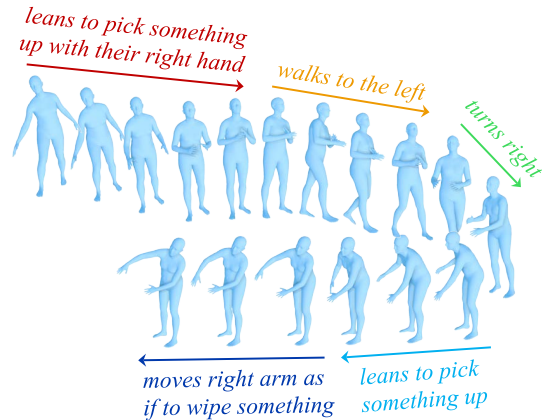 leans to pick something
up with their right hand
walks to the left
turns right
leans to pick
something up
moves right arm as
if to wipe something